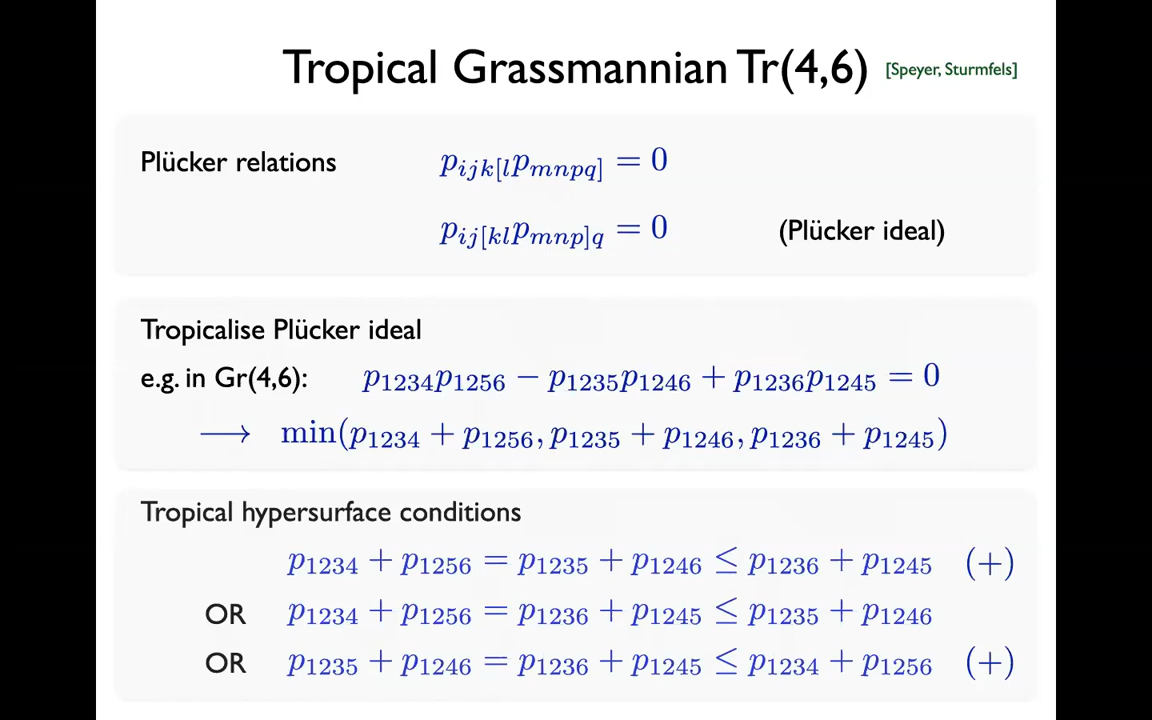 Tropical Grassmannian Tr(4,6) [Speyer, Sturmfels]
Plücker relations $p_{ijk[l}p_{mnpq]} = 0$
$p_{ij[kl}p_{mnp]q} = 0$ (Plücker ideal)
Tropicalise Plücker ideal
e.g. in Gr(4,6): $p_{1234}p_{1256} - p_{1235}p_{1246} + p_{1236}p_{1245} = 0$
$\longrightarrow \min(p_{1234} + p_{1256}, p_{1235} + p_{1246}, p_{1236} + p_{1245})$
Tropical hypersurface conditions
$p_{1234} + p_{1256} = p_{1235} + p_{1246} \leq p_{1236} + p_{1245}$ (+)
OR $p_{1234} + p_{1256} = p_{1236} + p_{1245} \leq p_{1235} + p_{1246}$
OR $p_{1235} + p_{1246} = p_{1236} + p_{1245} \leq p_{1234} + p_{1256}$ (+)